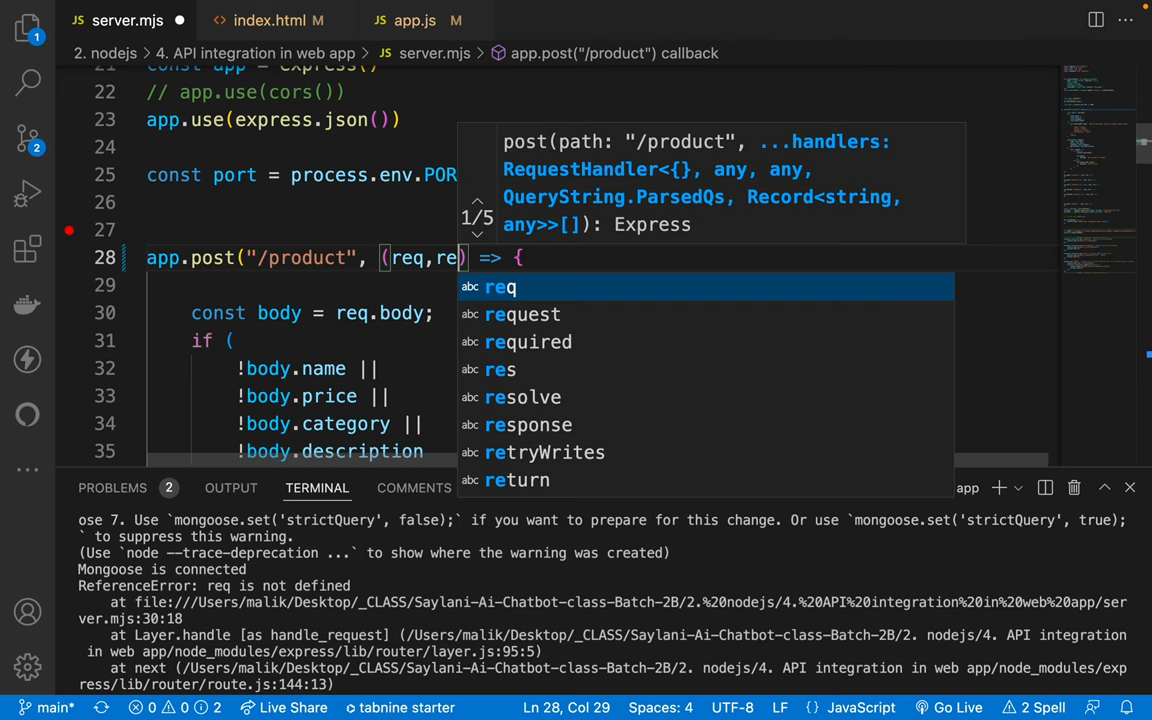 JS server.mjs ● <> index.html M JS app.js M
2. nodejs > 4. API integration in web app > JS server.mjs > app.post("/product") callback
22 // app.use(cors())
23 app.use(express.json())
24
25 const port = process.env.POR
26
27
28 app.post("/product", (req,re) => {
29
30 const body = req.body;
31 if (
32 !body.name ||
33 !body.price ||
34 !body.category ||
35 !body.description
post(path: "/product", ...handlers:
RequestHandler<{}, any, any,
QueryString.ParsedQs, Record<string,
any>>[]): Express
1/5
abc req
abc request
abc required
abc res
abc resolve
abc response
abc retryWrites
abc return
PROBLEMS 2 OUTPUT TERMINAL COMMENTS app
ose 7. Use `mongoose.set('strictQuery', false);` if you want to prepare for this change. Or use `mongoose.set('strictQuery', true);
` to suppress this warning.
(Use `node --trace-deprecation ...` to show where the warning was created)
Mongoose is connected
ReferenceError: req is not defined
at file:///Users/malik/Desktop/_CLASS/Saylani-Ai-Chatbot-class-Batch-2B/2.%20nodejs/4.%20API%20integration%20in%20web%20app/ser
ver.mjs:30:18
at Layer.handle [as handle_request] (/Users/malik/Desktop/_CLASS/Saylani-Ai-Chatbot-class-Batch-2B/2. nodejs/4. API integration
in web app/node_modules/express/lib/router/layer.js:95:5)
at next (/Users/malik/Desktop/_CLASS/Saylani-Ai-Chatbot-class-Batch-2B/2. nodejs/4. API integration in web app/node_modules/exp
ress/lib/router/route.js:144:13)
1
2
main* 0 0 2 Live Share tabnine starter Ln 28, Col 29 Spaces: 4 UTF-8 LF {} JavaScript Go Live 2 Spell